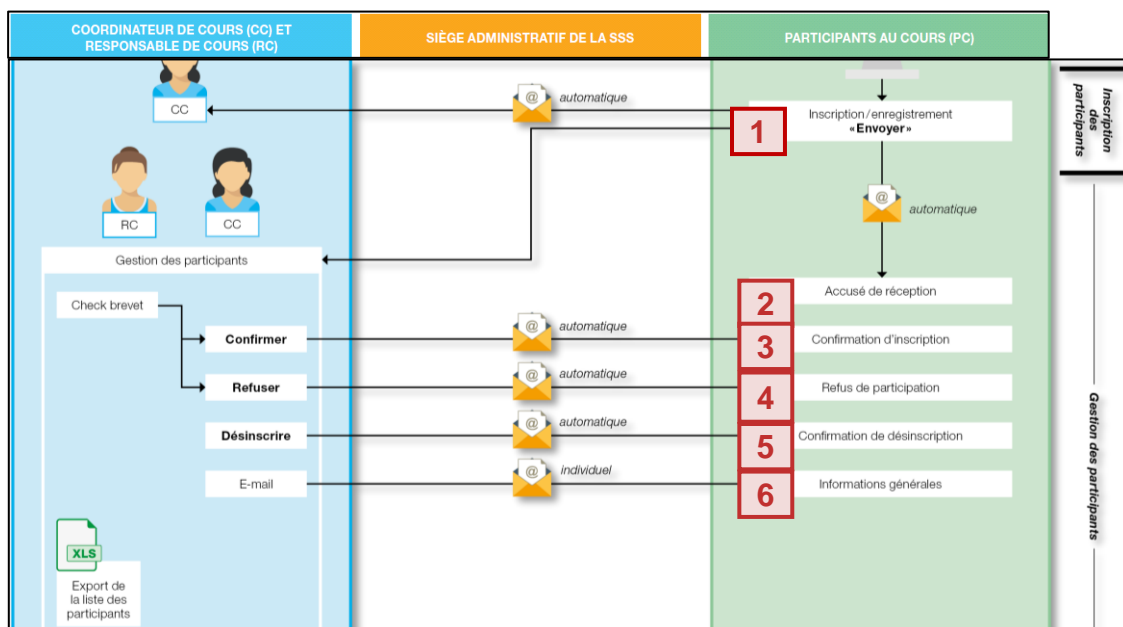 COORDINATEUR DE COURS (CC) ET
RESPONSABLE DE COURS (RC)
SIÈGE ADMINISTRATIF DE LA SSS
PARTICIPANTS AU COURS (PC)
CC
@
automatique
Inscription/enregistrement
«Envoyer»
1
Inscription
des
participants
RC
CC
@
automatique
Gestion des participants
Check brevet
Accusé de réception
2
Confirmer
@
automatique
Confirmation d'inscription
3
Refuser
@
automatique
Refus de participation
4
Désinscrire
@
automatique
Confirmation de désinscription
5
E-mail
@
individuel
Informations générales
6
Gestion des participants
XLS
Export de
la liste des
participants